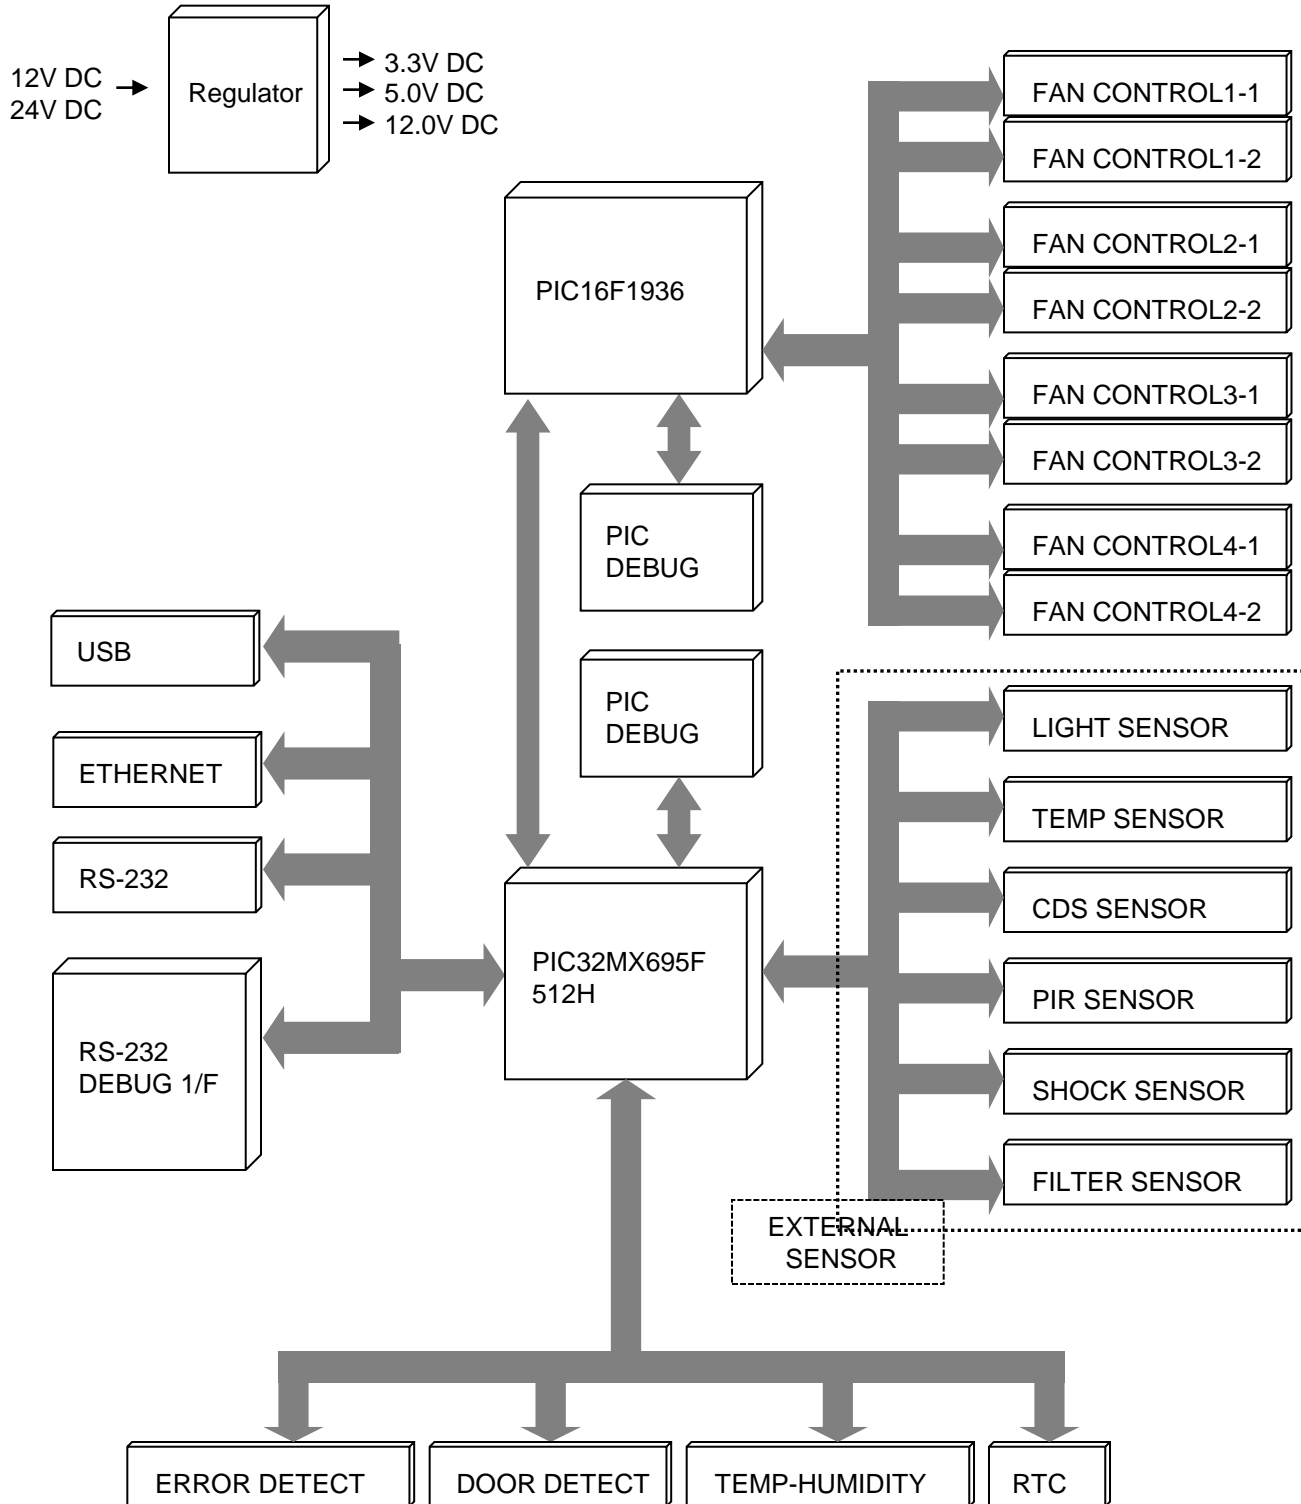 12V DC
24V DC
Regulator
3.3V DC
5.0V DC
12.0V DC
FAN CONTROL1-1
FAN CONTROL1-2
FAN CONTROL2-1
FAN CONTROL2-2
FAN CONTROL3-1
FAN CONTROL3-2
FAN CONTROL4-1
FAN CONTROL4-2
PIC16F1936
PIC
DEBUG
PIC
DEBUG
USB
ETHERNET
RS-232
RS-232
DEBUG 1/F
PIC32MX695F
512H
LIGHT SENSOR
TEMP SENSOR
CDS SENSOR
PIR SENSOR
SHOCK SENSOR
FILTER SENSOR
EXTERNAL
SENSOR
ERROR DETECT
DOOR DETECT
TEMP-HUMIDITY
RTC